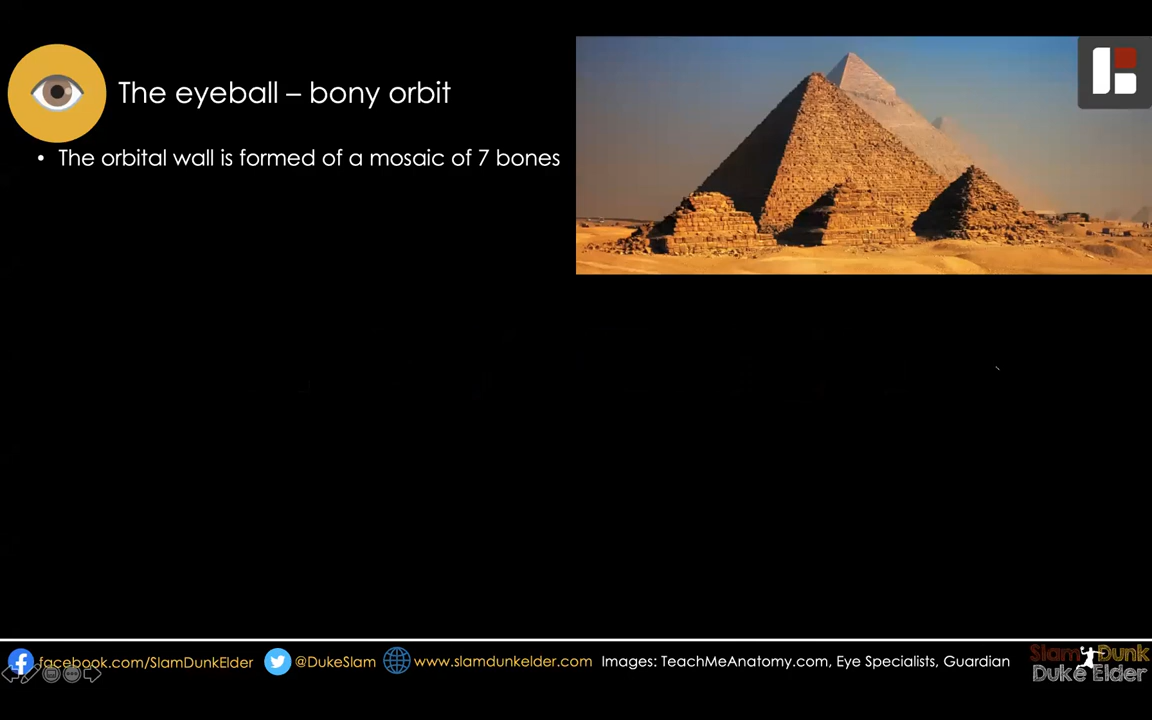 The eyeball – bony orbit
• The orbital wall is formed of a mosaic of 7 bones
facebook.com/SlamDunkElder @DukeSlam www.slamdunkelder.com Images: TeachMeAnatomy.com, Eye Specialists, Guardian
Slam Dunk
Duke Elder